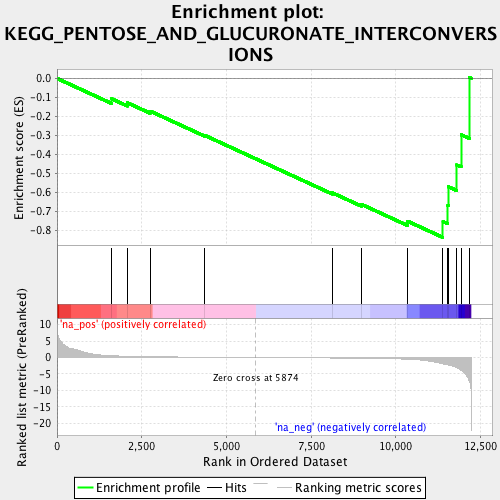 Enrichment plot:
KEGG_PENTOSE_AND_GLUCURONATE_INTERCONVERS
IONS
Enrichment score (ES)
0.0
-0.1
-0.2
-0.3
-0.4
-0.5
-0.6
-0.7
-0.8
'na_pos' (positively correlated)
Ranked list metric (PreRanked)
10
5
0
-5
-10
-15
-20
Zero cross at 5874
'na_neg' (negatively correlated)
0
2,500
5,000
7,500
10,000
12,500
Rank in Ordered Dataset
Enrichment profile
Hits
Ranking metric scores